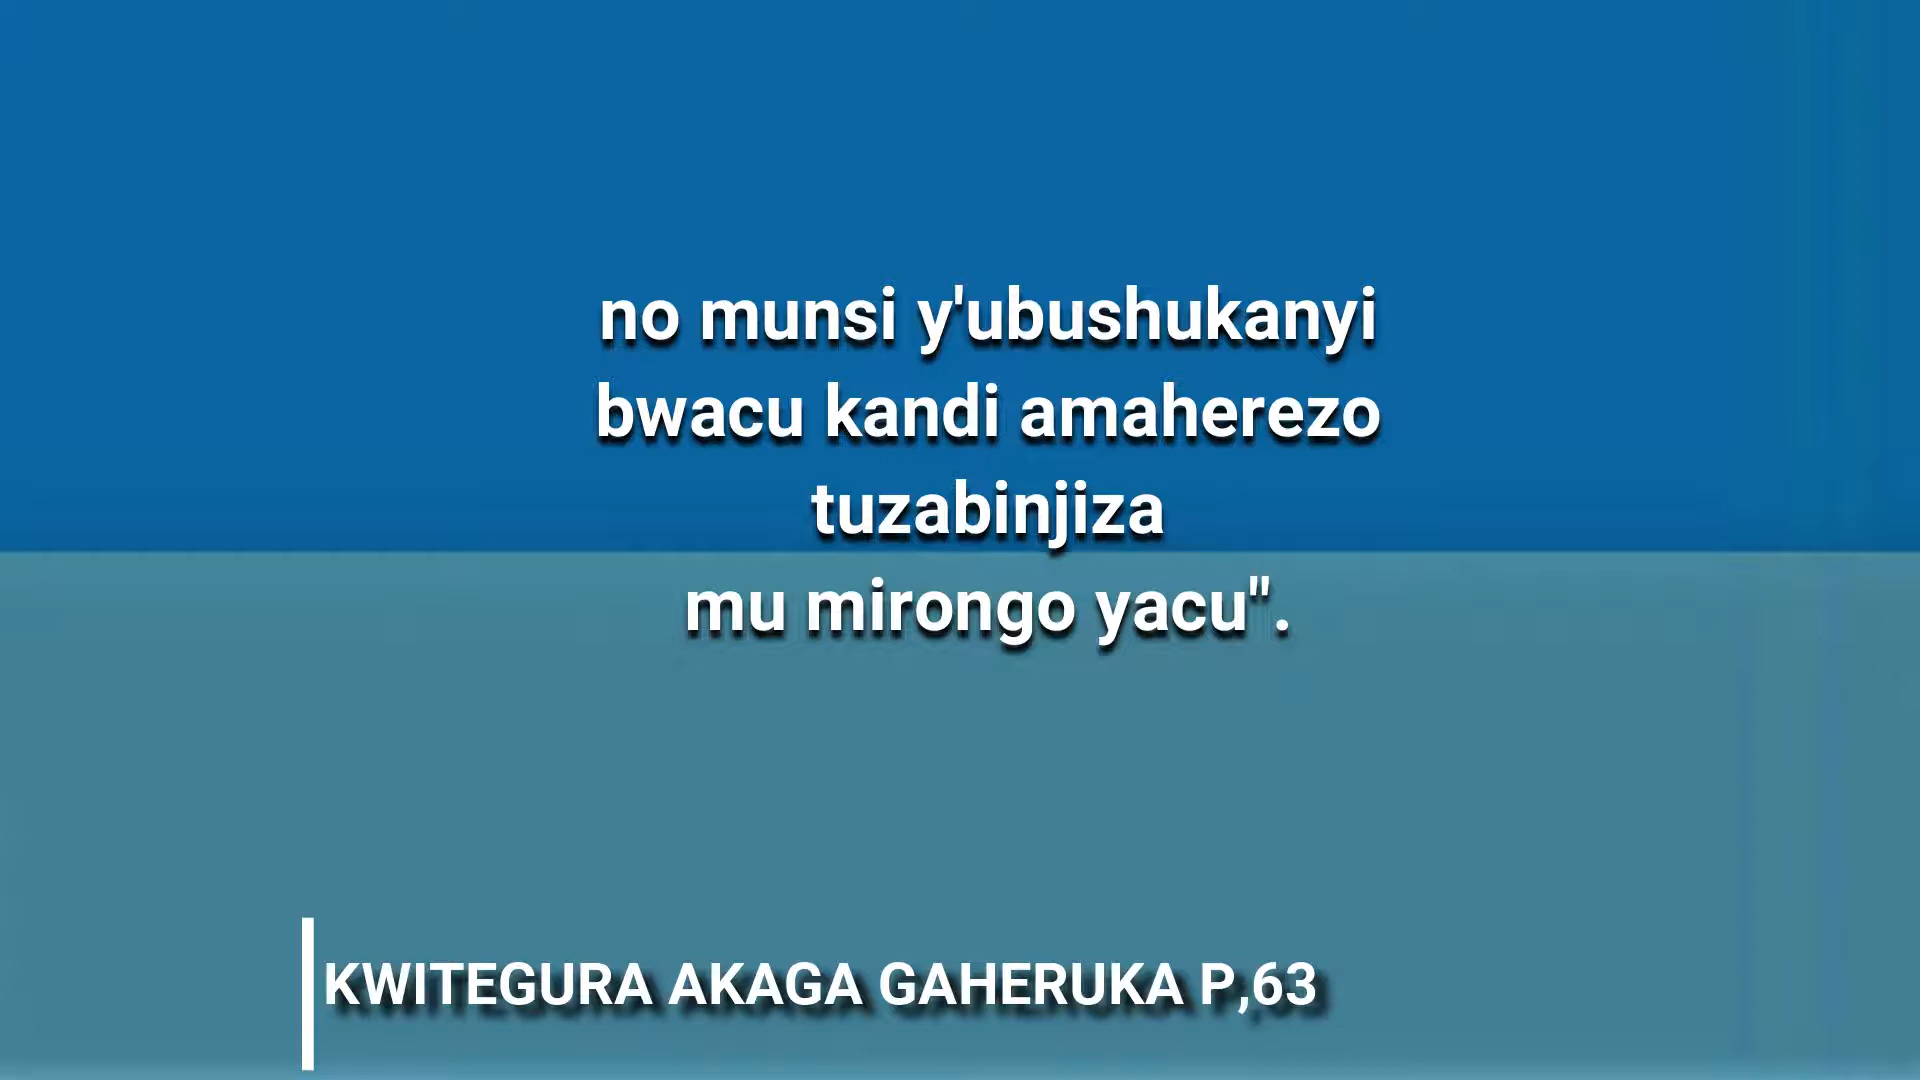 no munsi y'ubushukanyi
bwacu kandi amaherezo
tuzabinjiza
mu mirongo yacu".
KWITEGURA AKAGA GAHERUKA P,63